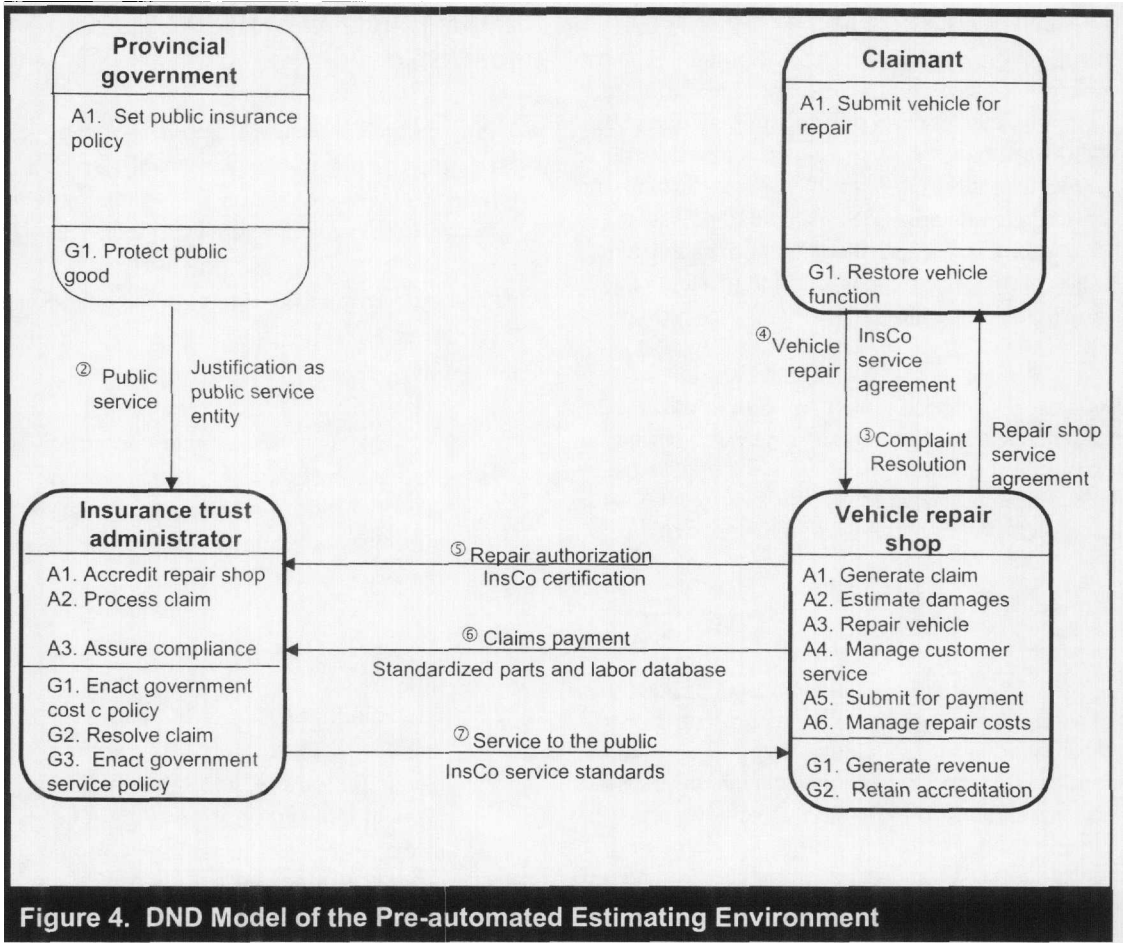 Provincial
government
A1. Set public insurance
policy
G1. Protect public
good
Claimant
A1. Submit vehicle for
repair
G1. Restore vehicle
function
② Public
service
Justification as
public service
entity
④Vehicle
repair
InsCo
service
agreement
③Complaint
Resolution
Repair shop
service
agreement
Insurance trust
administrator
A1. Accredit repair shop
A2. Process claim
A3. Assure compliance
G1. Enact government
cost c policy
G2. Resolve claim
G3. Enact government
service policy
⑤ Repair authorization
InsCo certification
⑥ Claims payment
Standardized parts and labor database
⑦ Service to the public
InsCo service standards
Vehicle repair
shop
A1. Generate claim
A2. Estimate damages
A3. Repair vehicle
A4. Manage customer
service
A5. Submit for payment
A6. Manage repair costs
G1. Generate revenue
G2. Retain accreditation
Figure 4. DND Model of the Pre-automated Estimating Environment